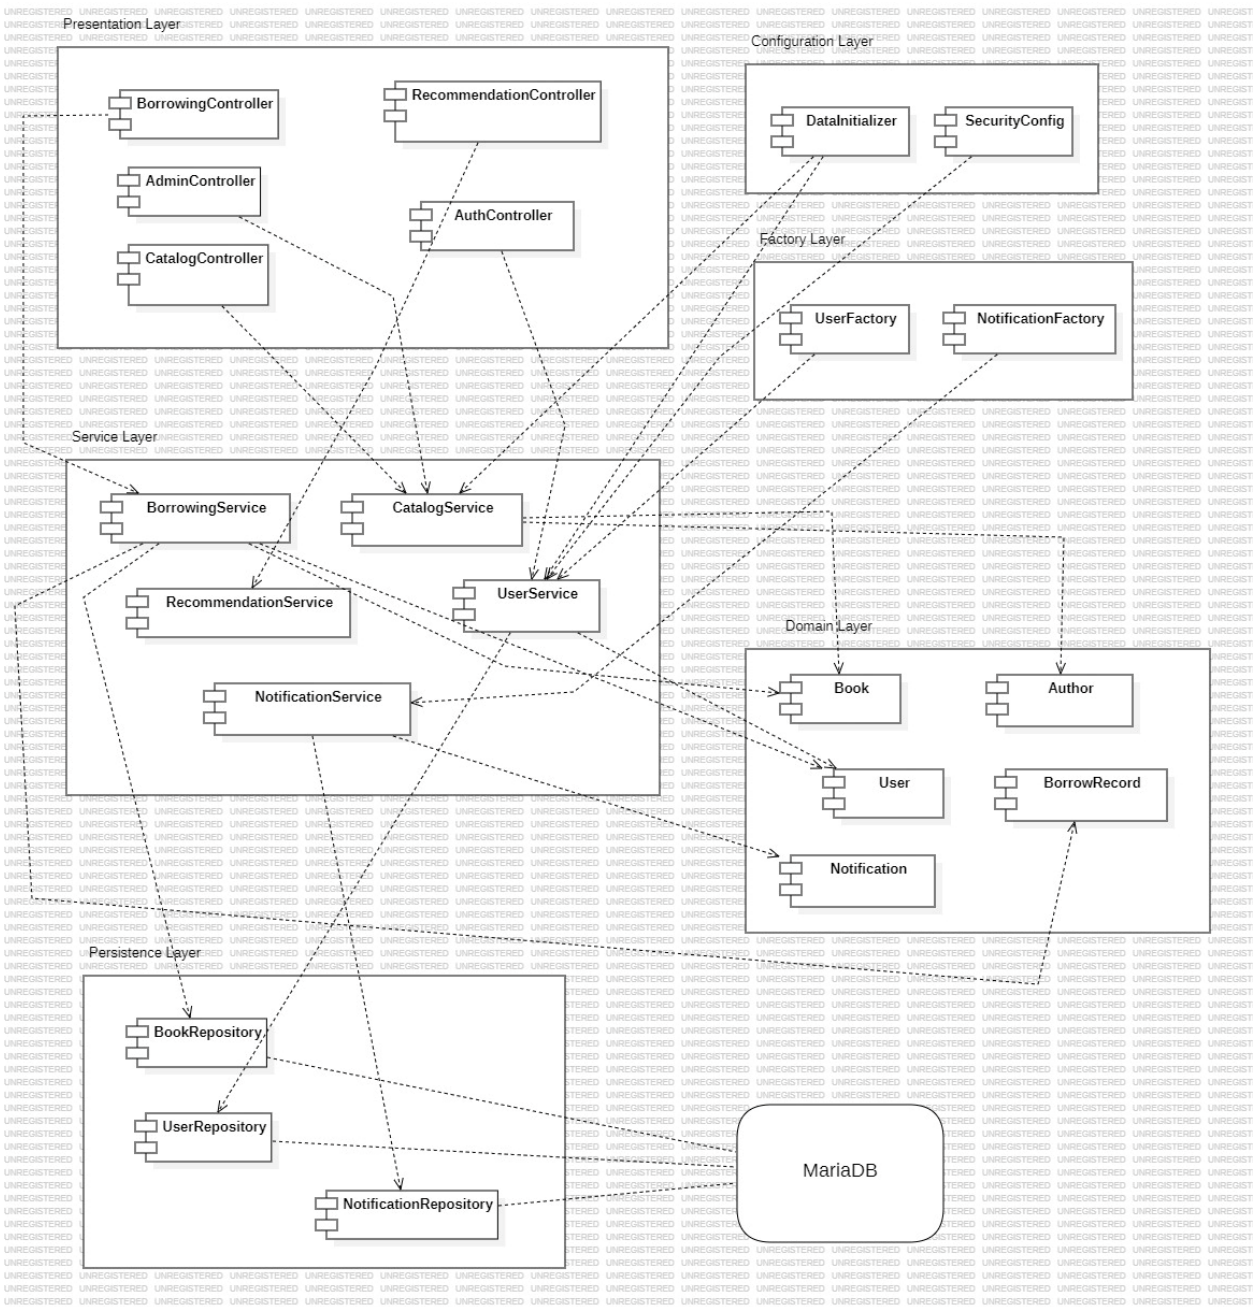 Presentation Layer
BorrowingController
RecommendationController
AdminController
AuthController
CatalogController
Configuration Layer
DataInitializer
SecurityConfig
Factory Layer
UserFactory
NotificationFactory
Service Layer
BorrowingService
CatalogService
RecommendationService
UserService
NotificationService
Domain Layer
Book
Author
User
BorrowRecord
Notification
Persistence Layer
BookRepository
UserRepository
NotificationRepository
MariaDB
UNREGISTERED